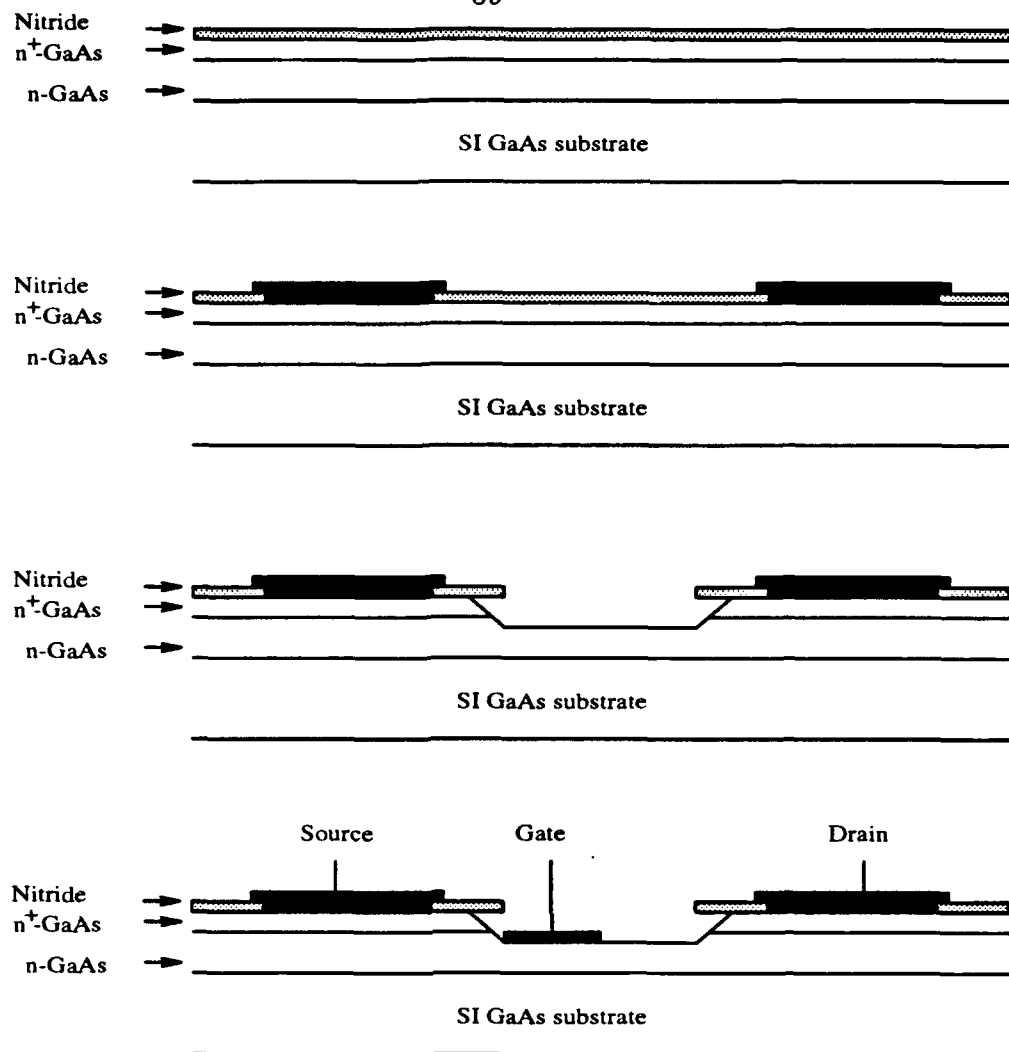 Nitride
n⁺-GaAs
n-GaAs
SI GaAs substrate
Nitride
n⁺-GaAs
n-GaAs
SI GaAs substrate
Nitride
n⁺-GaAs
n-GaAs
SI GaAs substrate
Source Gate Drain
Nitride
n⁺-GaAs
n-GaAs
SI GaAs substrate